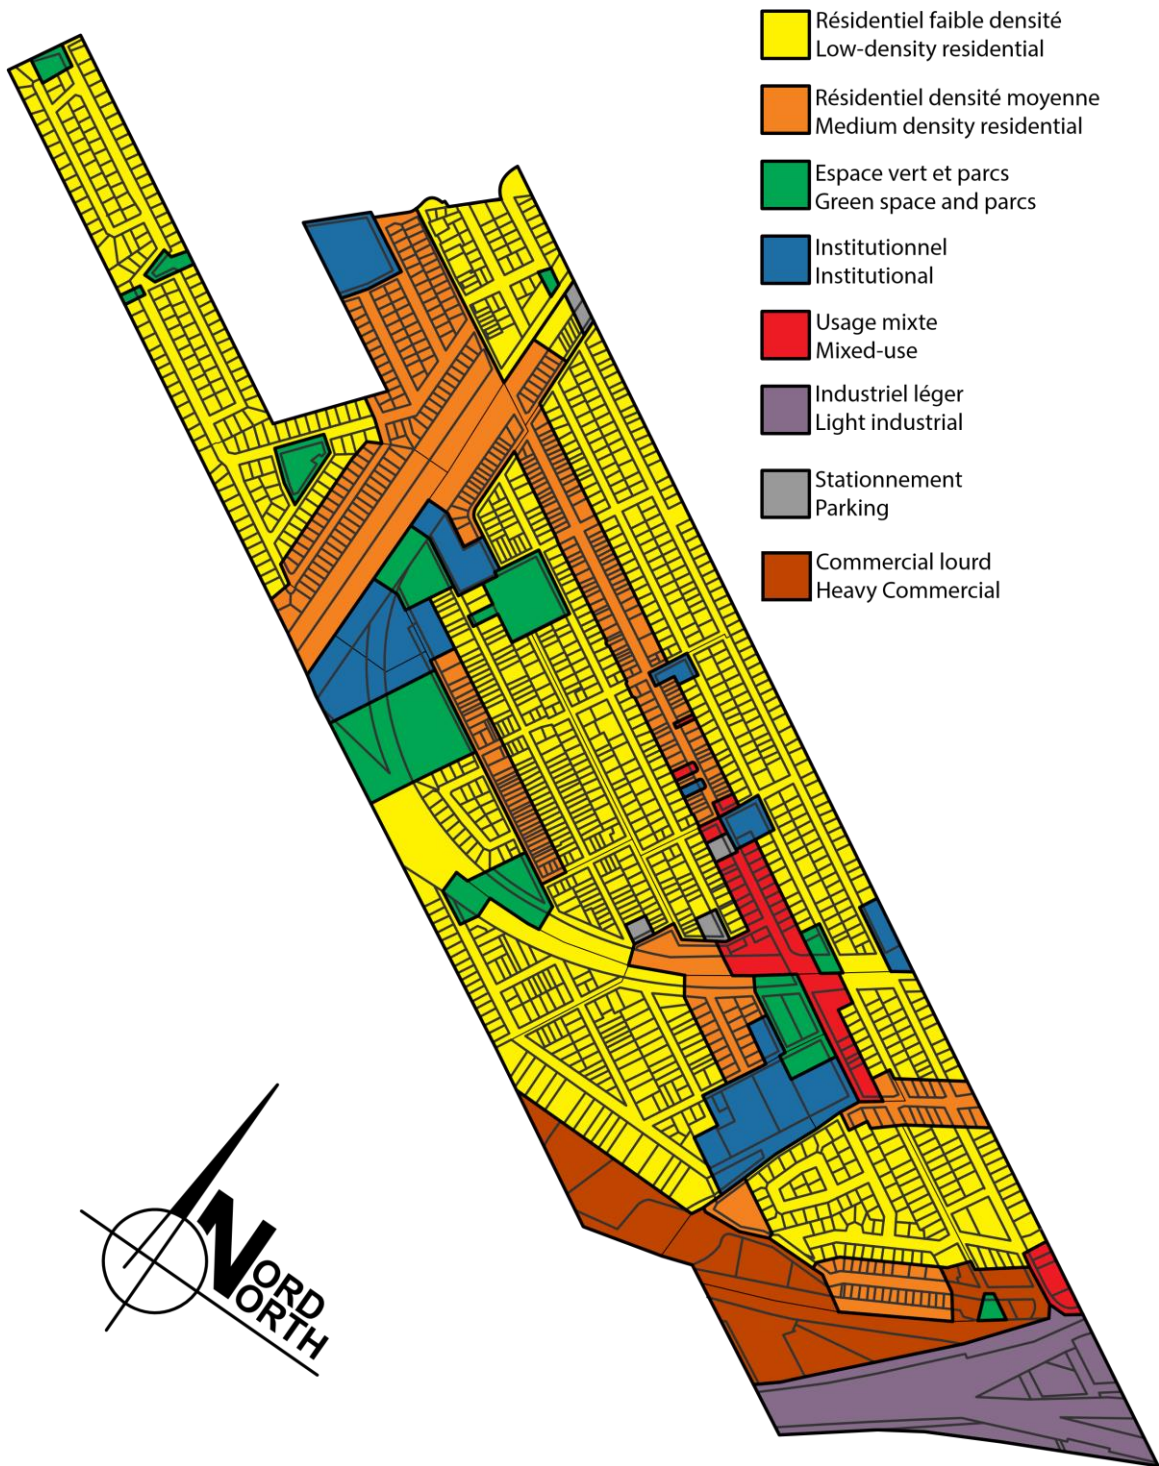 Résidentiel faible densité
Low-density residential
Résidentiel densité moyenne
Medium density residential
Espace vert et parcs
Green space and parcs
Institutionnel
Institutional
Usage mixte
Mixed-use
Industriel léger
Light industrial
Stationnement
Parking
Commercial lourd
Heavy Commercial
NORD
NORTH